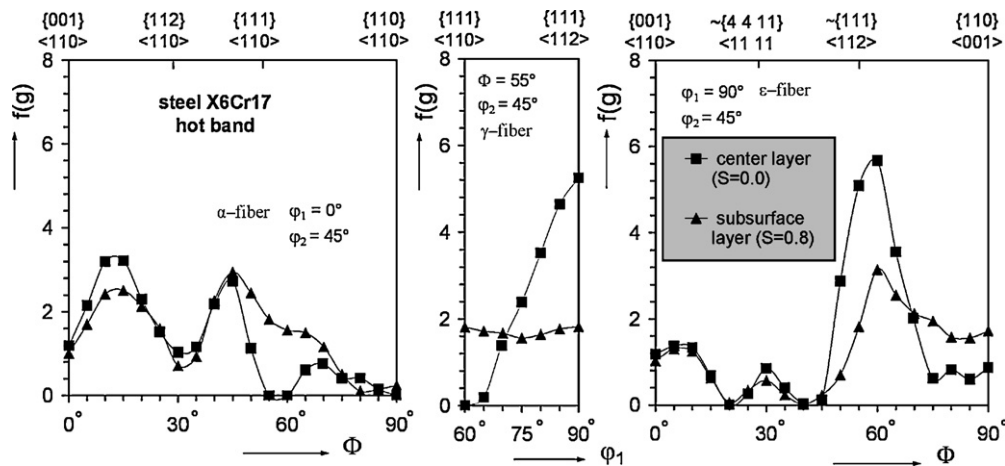 {001} {112} {111} {110}
<110> <110> <110> <110>
f(g)
8
6
4
2
0
steel X6Cr17
hot band
α-fiber φ₁ = 0°
φ₂ = 45°
0° 30° 60° 90°
Φ
{111} {111}
<110> <112>
f(g)
8
6
4
2
0
Φ = 55°
φ₂ = 45°
γ-fiber
60° 75° 90°
φ₁
{001} ~{4 4 11} ~{111} {110}
<110> <11 11 <112> <001>
f(g)
8
6
4
2
0
φ₁ = 90° ε-fiber
φ₂ = 45°
center layer
(S=0.0)
subsurface
layer (S=0.8)
0° 30° 60° 90°
Φ